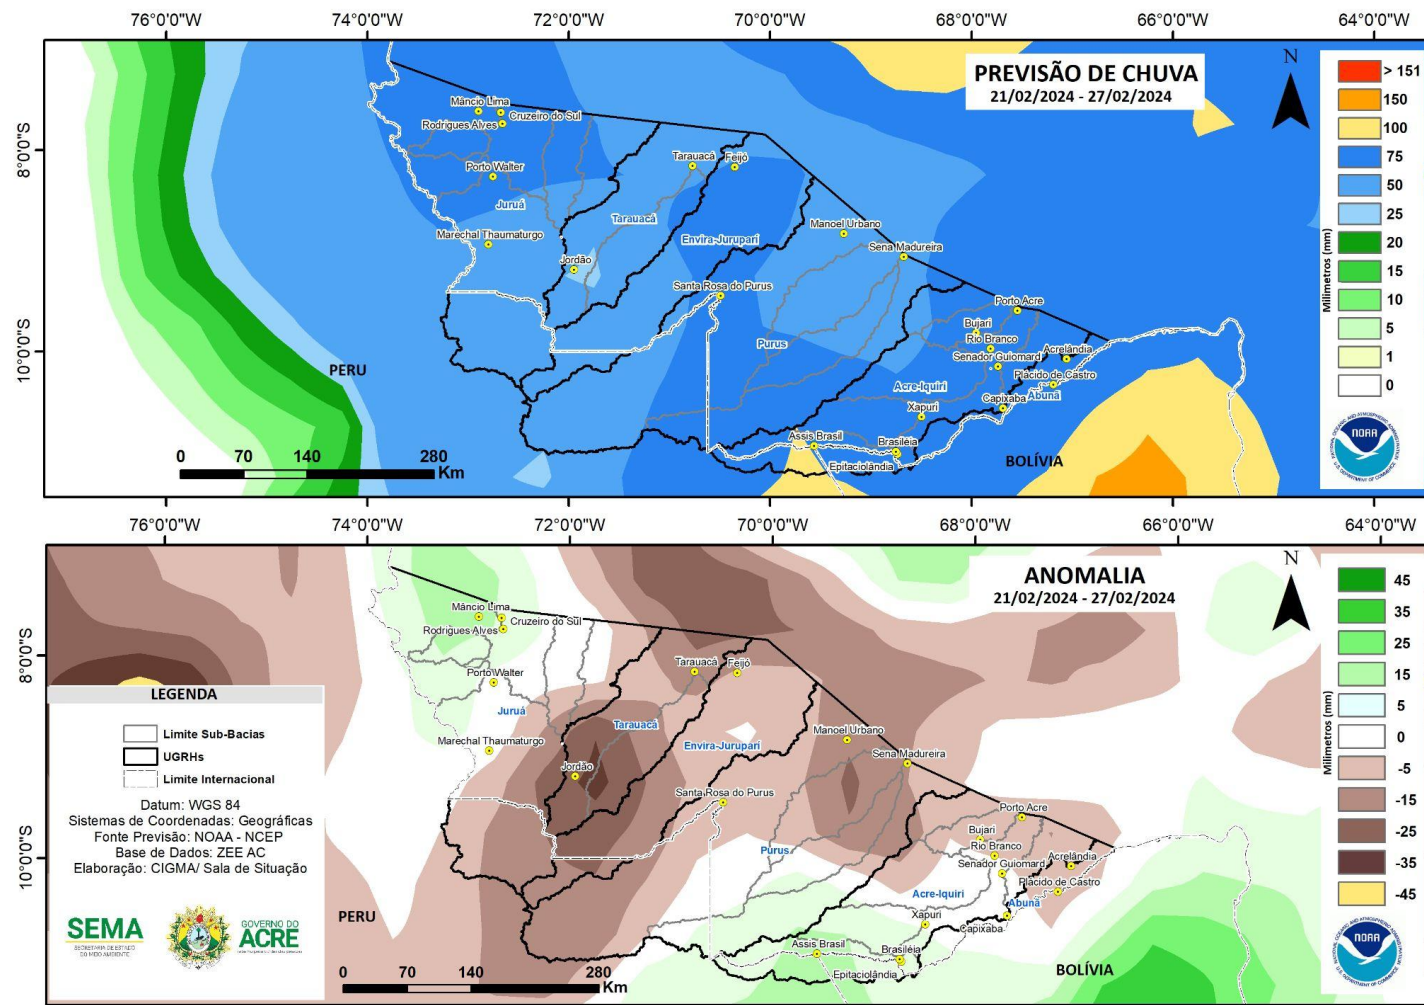 76°0'0"W 74°0'0"W 72°0'0"W 70°0'0"W 68°0'0"W 66°0'0"W 64°0'0"W
PREVISÃO DE CHUVA
21/02/2024 - 27/02/2024
N
Milímetros (mm)
> 151
150
100
75
50
25
20
15
10
5
1
0
8°0'0"S
10°0'0"S
Mâncio Lima
Cruzeiro do Sul
Rodrigues Alves
Porto Walter
Juruá
Marechal Thaumaturgo
Tarauacá
Feijó
Tarauacá
Jordão
Envira-Jurupari
Manoel Urbano
Sena Madureira
Santa Rosa do Purus
Purus
Porto Acre
Bujari
Rio Branco
Acrelândia
Senador Guiomard
Plácido de Castro
Acre-Iquiri
Abunã
Capixaba
Xapuri
Assis Brasil
Brasiléia
Epitaciolândia
PERU
BOLÍVIA
0 70 140 280
Km
NOAA
76°0'0"W 74°0'0"W 72°0'0"W 70°0'0"W 68°0'0"W 66°0'0"W 64°0'0"W
ANOMALIA
21/02/2024 - 27/02/2024
N
Milímetros (mm)
45
35
25
15
5
0
-5
-15
-25
-35
-45
8°0'0"S
10°0'0"S
Mâncio Lima
Cruzeiro do Sul
Rodrigues Alves
Porto Walter
Juruá
Marechal Thaumaturgo
Tarauacá
Feijó
Tarauacá
Jordão
Envira-Jurupari
Manoel Urbano
Sena Madureira
Santa Rosa do Purus
Purus
Porto Acre
Bujari
Rio Branco
Acrelândia
Senador Guiomard
Plácido de Castro
Acre-Iquiri
Abunã
Capixaba
Xapuri
Assis Brasil
Brasiléia
Epitaciolândia
PERU
BOLÍVIA
0 70 140 280
Km
NOAA
LEGENDA
Limite Sub-Bacias
UGRHs
Limite Internacional
Datum: WGS 84
Sistemas de Coordenadas: Geográficas
Fonte Previsão: NOAA - NCEP
Base de Dados: ZEE AC
Elaboração: CIGMA/ Sala de Situação
SEMA
SECRETARIA DE ESTADO
DO MEIO AMBIENTE
GOVERNO DO
ACRE